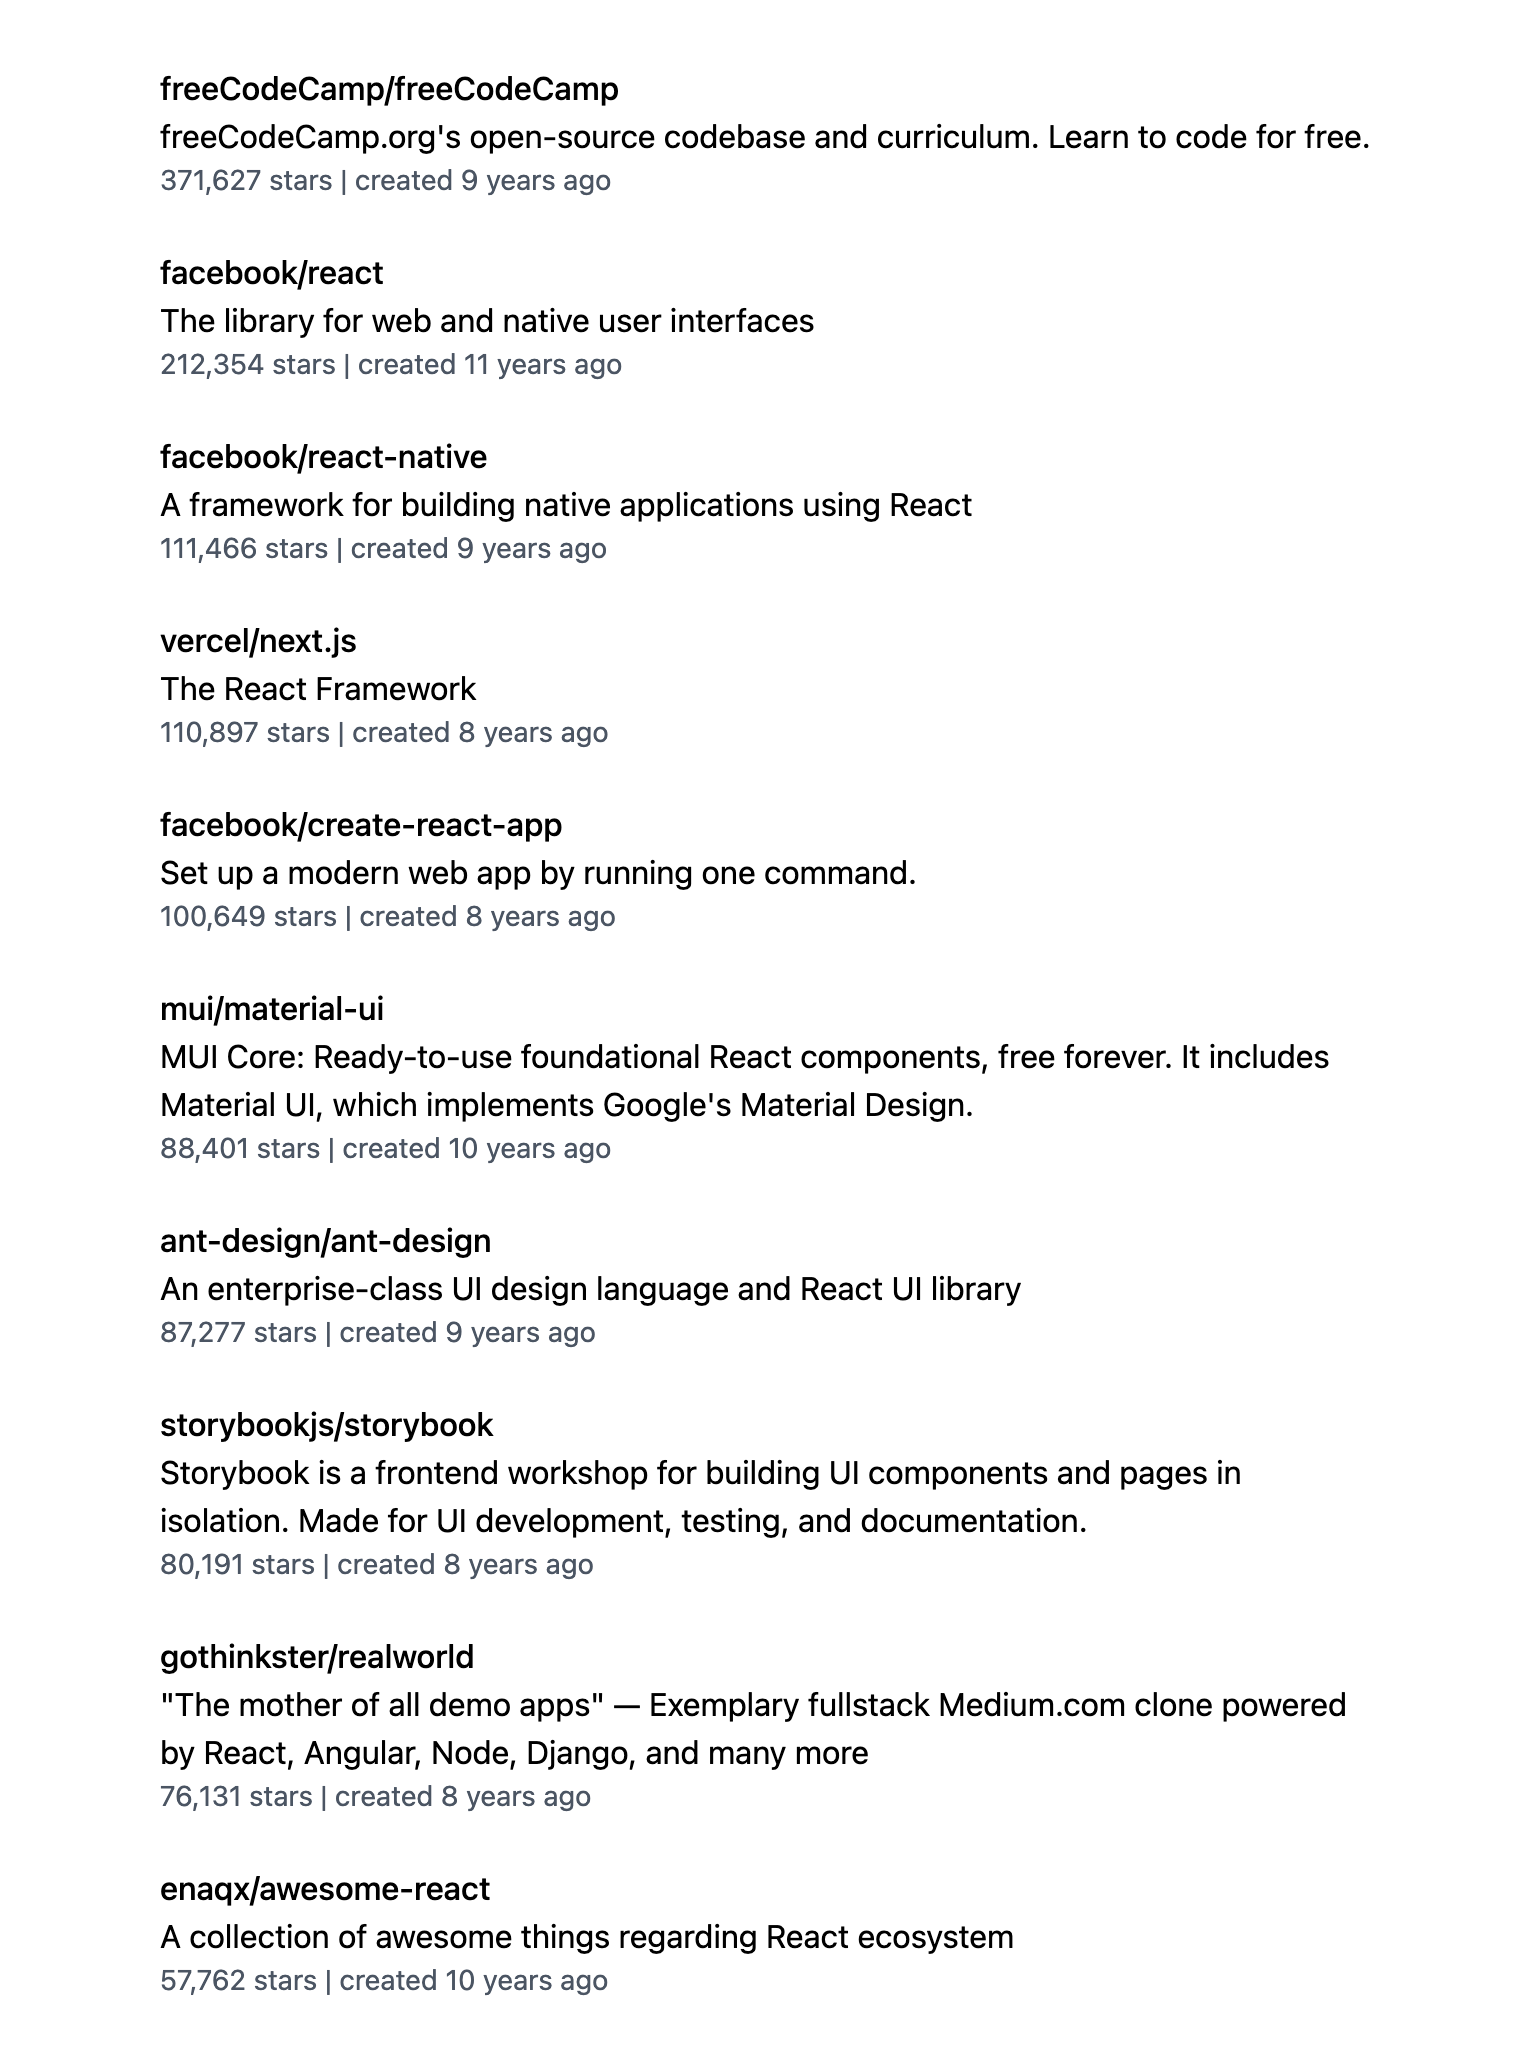 freeCodeCamp/freeCodeCamp
freeCodeCamp.org's open-source codebase and curriculum. Learn to code for free.
371,627 stars | created 9 years ago
facebook/react
The library for web and native user interfaces
212,354 stars | created 11 years ago
facebook/react-native
A framework for building native applications using React
111,466 stars | created 9 years ago
vercel/next.js
The React Framework
110,897 stars | created 8 years ago
facebook/create-react-app
Set up a modern web app by running one command.
100,649 stars | created 8 years ago
mui/material-ui
MUI Core: Ready-to-use foundational React components, free forever. It includes
Material UI, which implements Google's Material Design.
88,401 stars | created 10 years ago
ant-design/ant-design
An enterprise-class UI design language and React UI library
87,277 stars | created 9 years ago
storybookjs/storybook
Storybook is a frontend workshop for building UI components and pages in
isolation. Made for UI development, testing, and documentation.
80,191 stars | created 8 years ago
gothinkster/realworld
"The mother of all demo apps" — Exemplary fullstack Medium.com clone powered
by React, Angular, Node, Django, and many more
76,131 stars | created 8 years ago
enaqx/awesome-react
A collection of awesome things regarding React ecosystem
57,762 stars | created 10 years ago